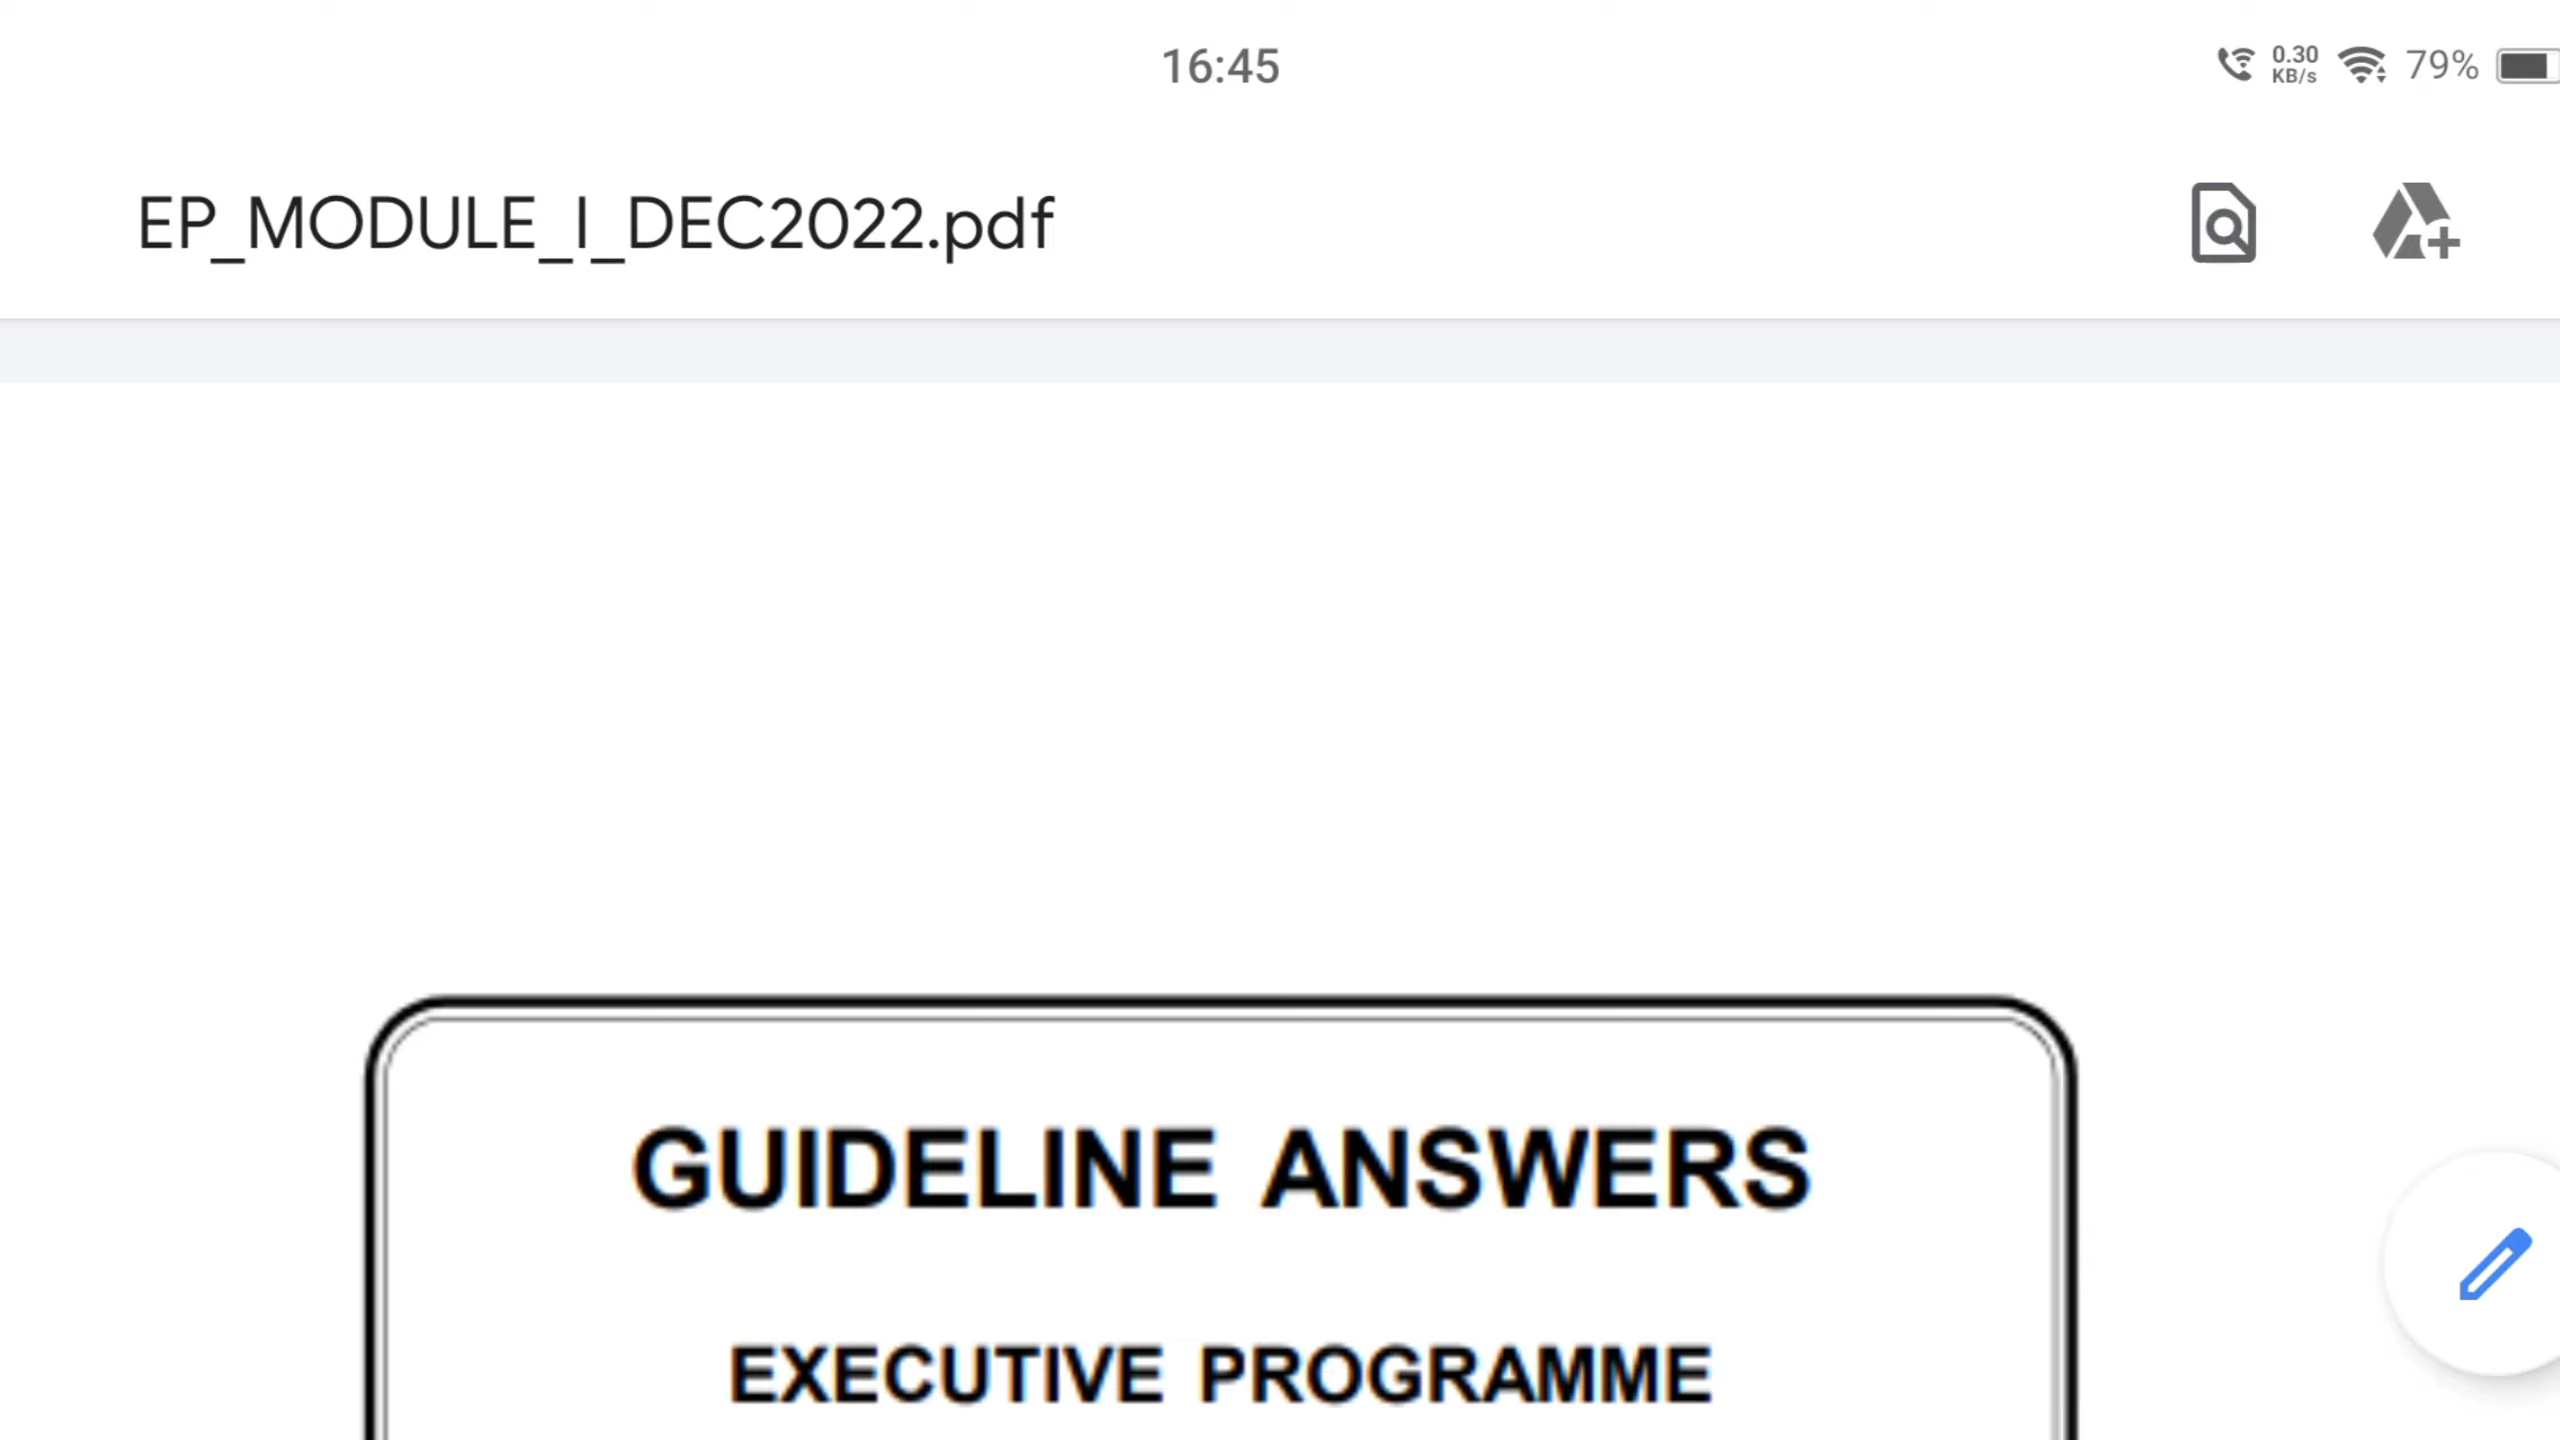 16:45
0.30
KB/s
79%
EP_MODULE_I_DEC2022.pdf
GUIDELINE ANSWERS
EXECUTIVE PROGRAMME